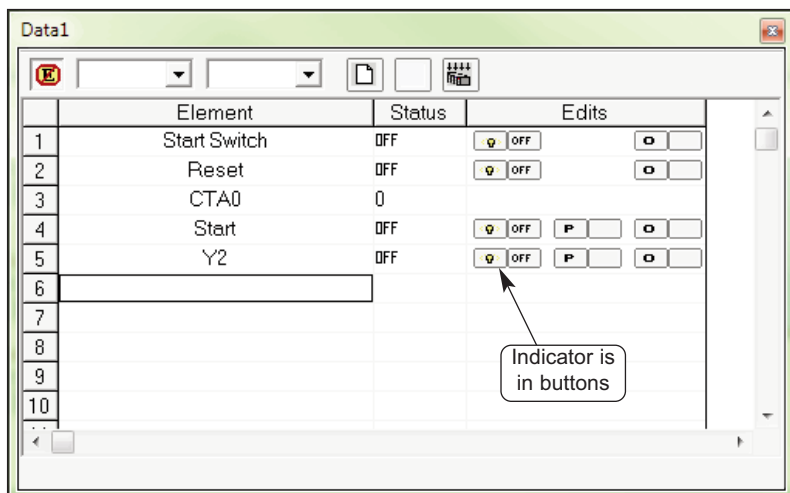 Data1
E
Element Status Edits
1 Start Switch OFF OFF O
2 Reset OFF OFF O
3 CTA0 0
4 Start OFF OFF P O
5 Y2 OFF OFF P O
6
7
8
9
10
Indicator is
in buttons